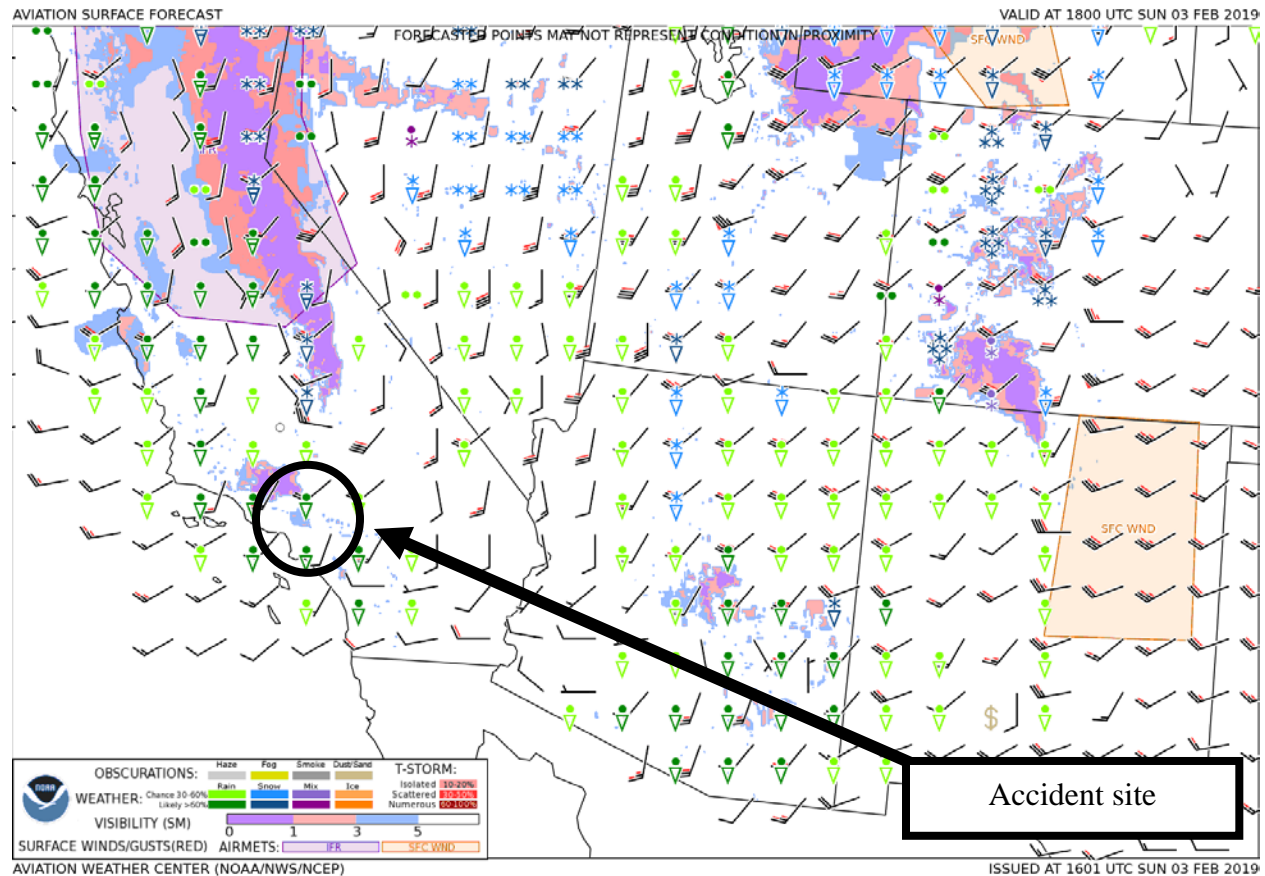 AVIATION SURFACE FORECAST
VALID AT 1800 UTC SUN 03 FEB 2019
FORECASTED POINTS MAY NOT REPRESENT CONDITION IN PROXIMITY
SFC WND
SFC WND
Accident site
NOAA
OBSCURATIONS:
Haze Fog Smoke Dust/Sand
WEATHER:
Rain Snow Mix Ice
Chance 30-60%
Likely >60%
T-STORM:
Isolated 10-20%
Scattered 30-50%
Numerous 60-100%
VISIBILITY (SM)
0 1 3 5
SURFACE WINDS/GUSTS(RED) AIRMETS: IFR SFC WND
AVIATION WEATHER CENTER (NOAA/NWS/NCEP)
ISSUED AT 1601 UTC SUN 03 FEB 2019